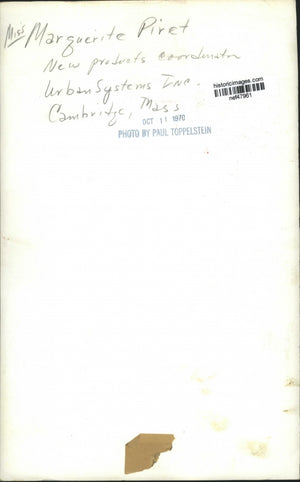 Miss Marguerite Piret
New products coordinator
Urban Systems Inc.
Cambridge, Mass
historicimages.com
nef47961
OCT 11 1970
PHOTO BY PAUL TOPPELSTEIN